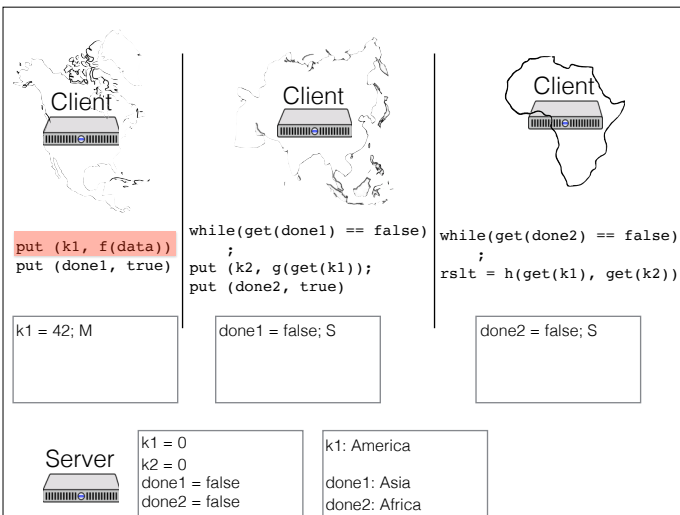 Client
put (k1, f(data))
put (done1, true)
k1 = 42; M
Client
while(get(done1) == false)
;
put (k2, g(get(k1));
put (done2, true)
done1 = false; S
Client
while(get(done2) == false)
;
rslt = h(get(k1), get(k2))
done2 = false; S
Server
k1 = 0
k2 = 0
done1 = false
done2 = false
k1: America
done1: Asia
done2: Africa